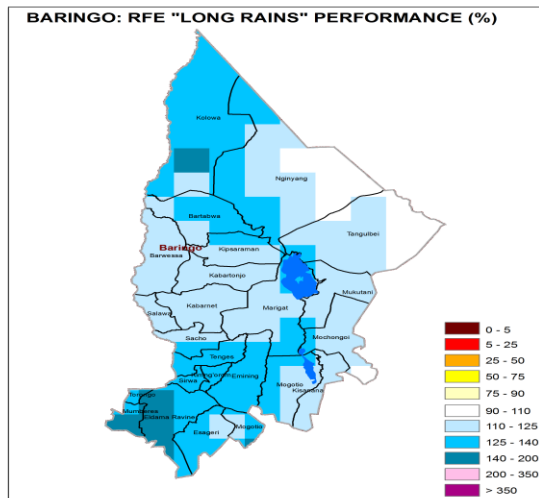 BARINGO: RFE "LONG RAINS" PERFORMANCE (%)
Kolowa
Nginyang
Bartabwa
Tangulbei
Baringo
Kipsaraman
Barwessa
Kabartonjo
Mukutani
Kabarnet
Marigat
Salawa
Sacho
Mochongoi
Tenges
Emining
Mogotio
Kisanana
Sirwa
Torongo
Mumberes
Eldama Ravine
Esageri
Mogotio
0 - 5
5 - 25
25 - 50
50 - 75
75 - 90
90 - 110
110 - 125
125 - 140
140 - 200
200 - 350
> 350